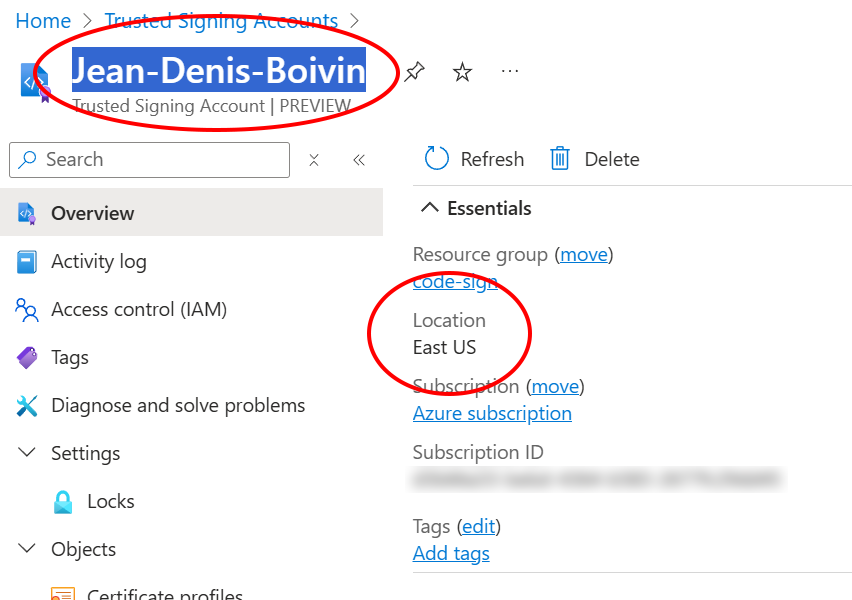 Home > Trusted Signing Accounts >
Jean-Denis-Boivin
Trusted Signing Account | PREVIEW
Search
Refresh
Delete
Overview
Activity log
Access control (IAM)
Tags
Diagnose and solve problems
Settings
Locks
Objects
Certificate profiles
Essentials
Resource group (move)
code-sign
Location
East US
Subscription (move)
Azure subscription
Subscription ID
Tags (edit)
Add tags